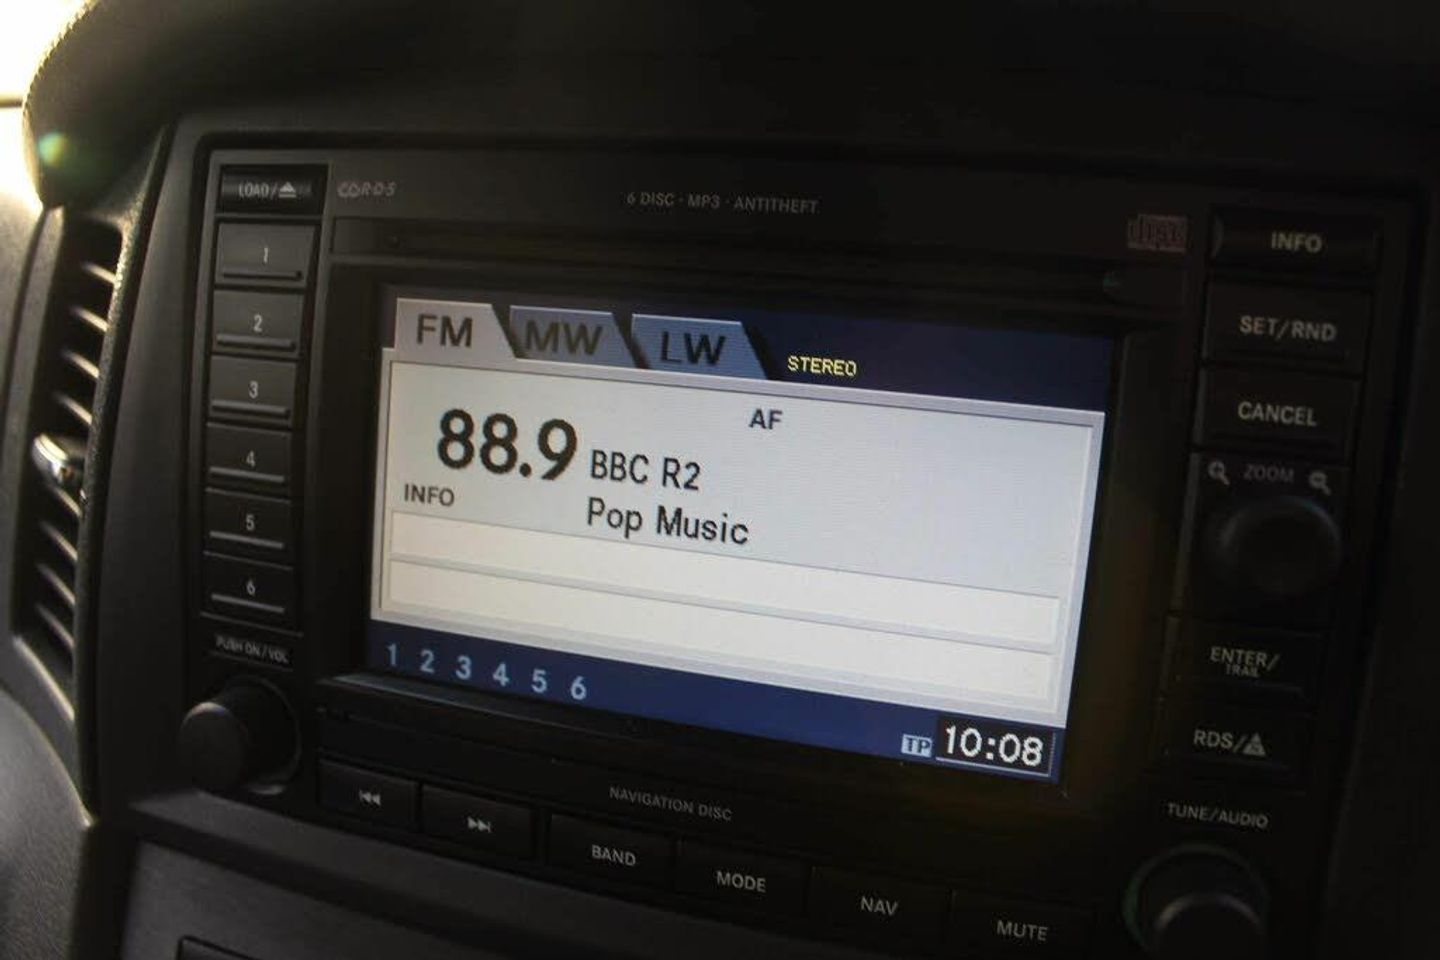 LOAD/
6 DISC · MP3 · ANTITHEFT
disc
INFO
1
2
3
4
5
6
PUSH ON/VOL
FM
MW
LW
STEREO
AF
88.9 BBC R2
INFO
Pop Music
1 2 3 4 5 6
TP 10:08
SET/RND
CANCEL
ZOOM
ENTER/
TRAIL
RDS/
TUNE/AUDIO
NAVIGATION DISC
BAND
MODE
NAV
MUTE